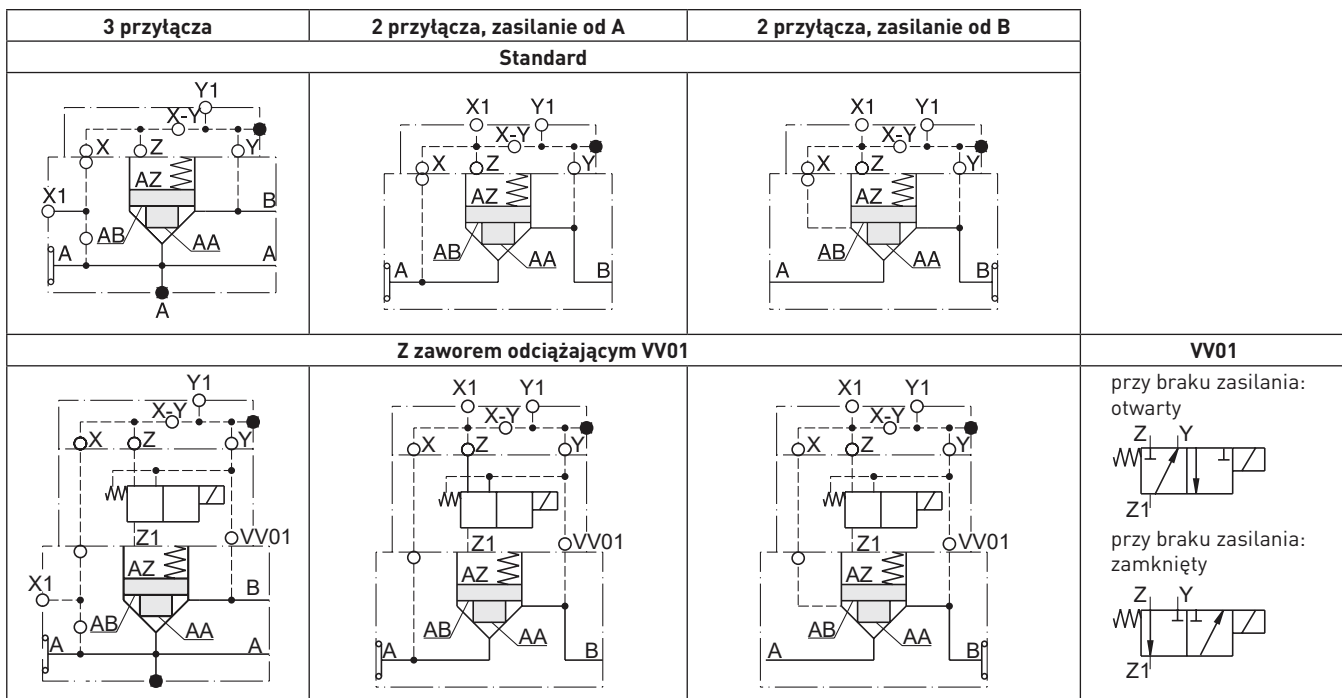 3 przyłącza
2 przyłącza, zasilanie od A
2 przyłącza, zasilanie od B
Standard
Y1
X-Y
X
Z
Y
AZ
X1
B
AB
AA
A
A
A
X1
Y1
X-Y
X
Z
Y
AZ
AB
AA
A
B
X1
Y1
X-Y
X
Z
Y
AZ
AB
AA
A
B
Z zaworem odciążającym VV01
VV01
Y1
X-Y
X
Z
Y
Z1
VV01
AZ
X1
B
AB
AA
A
A
X1
Y1
X-Y
X
Z
Y
Z1
VV01
AZ
AB
AA
A
B
X1
Y1
X-Y
X
Z
Y
Z1
VV01
AZ
AB
AA
A
B
przy braku zasilania:
otwarty
Z Y
Z1
przy braku zasilania:
zamknięty
Z Y
Z1